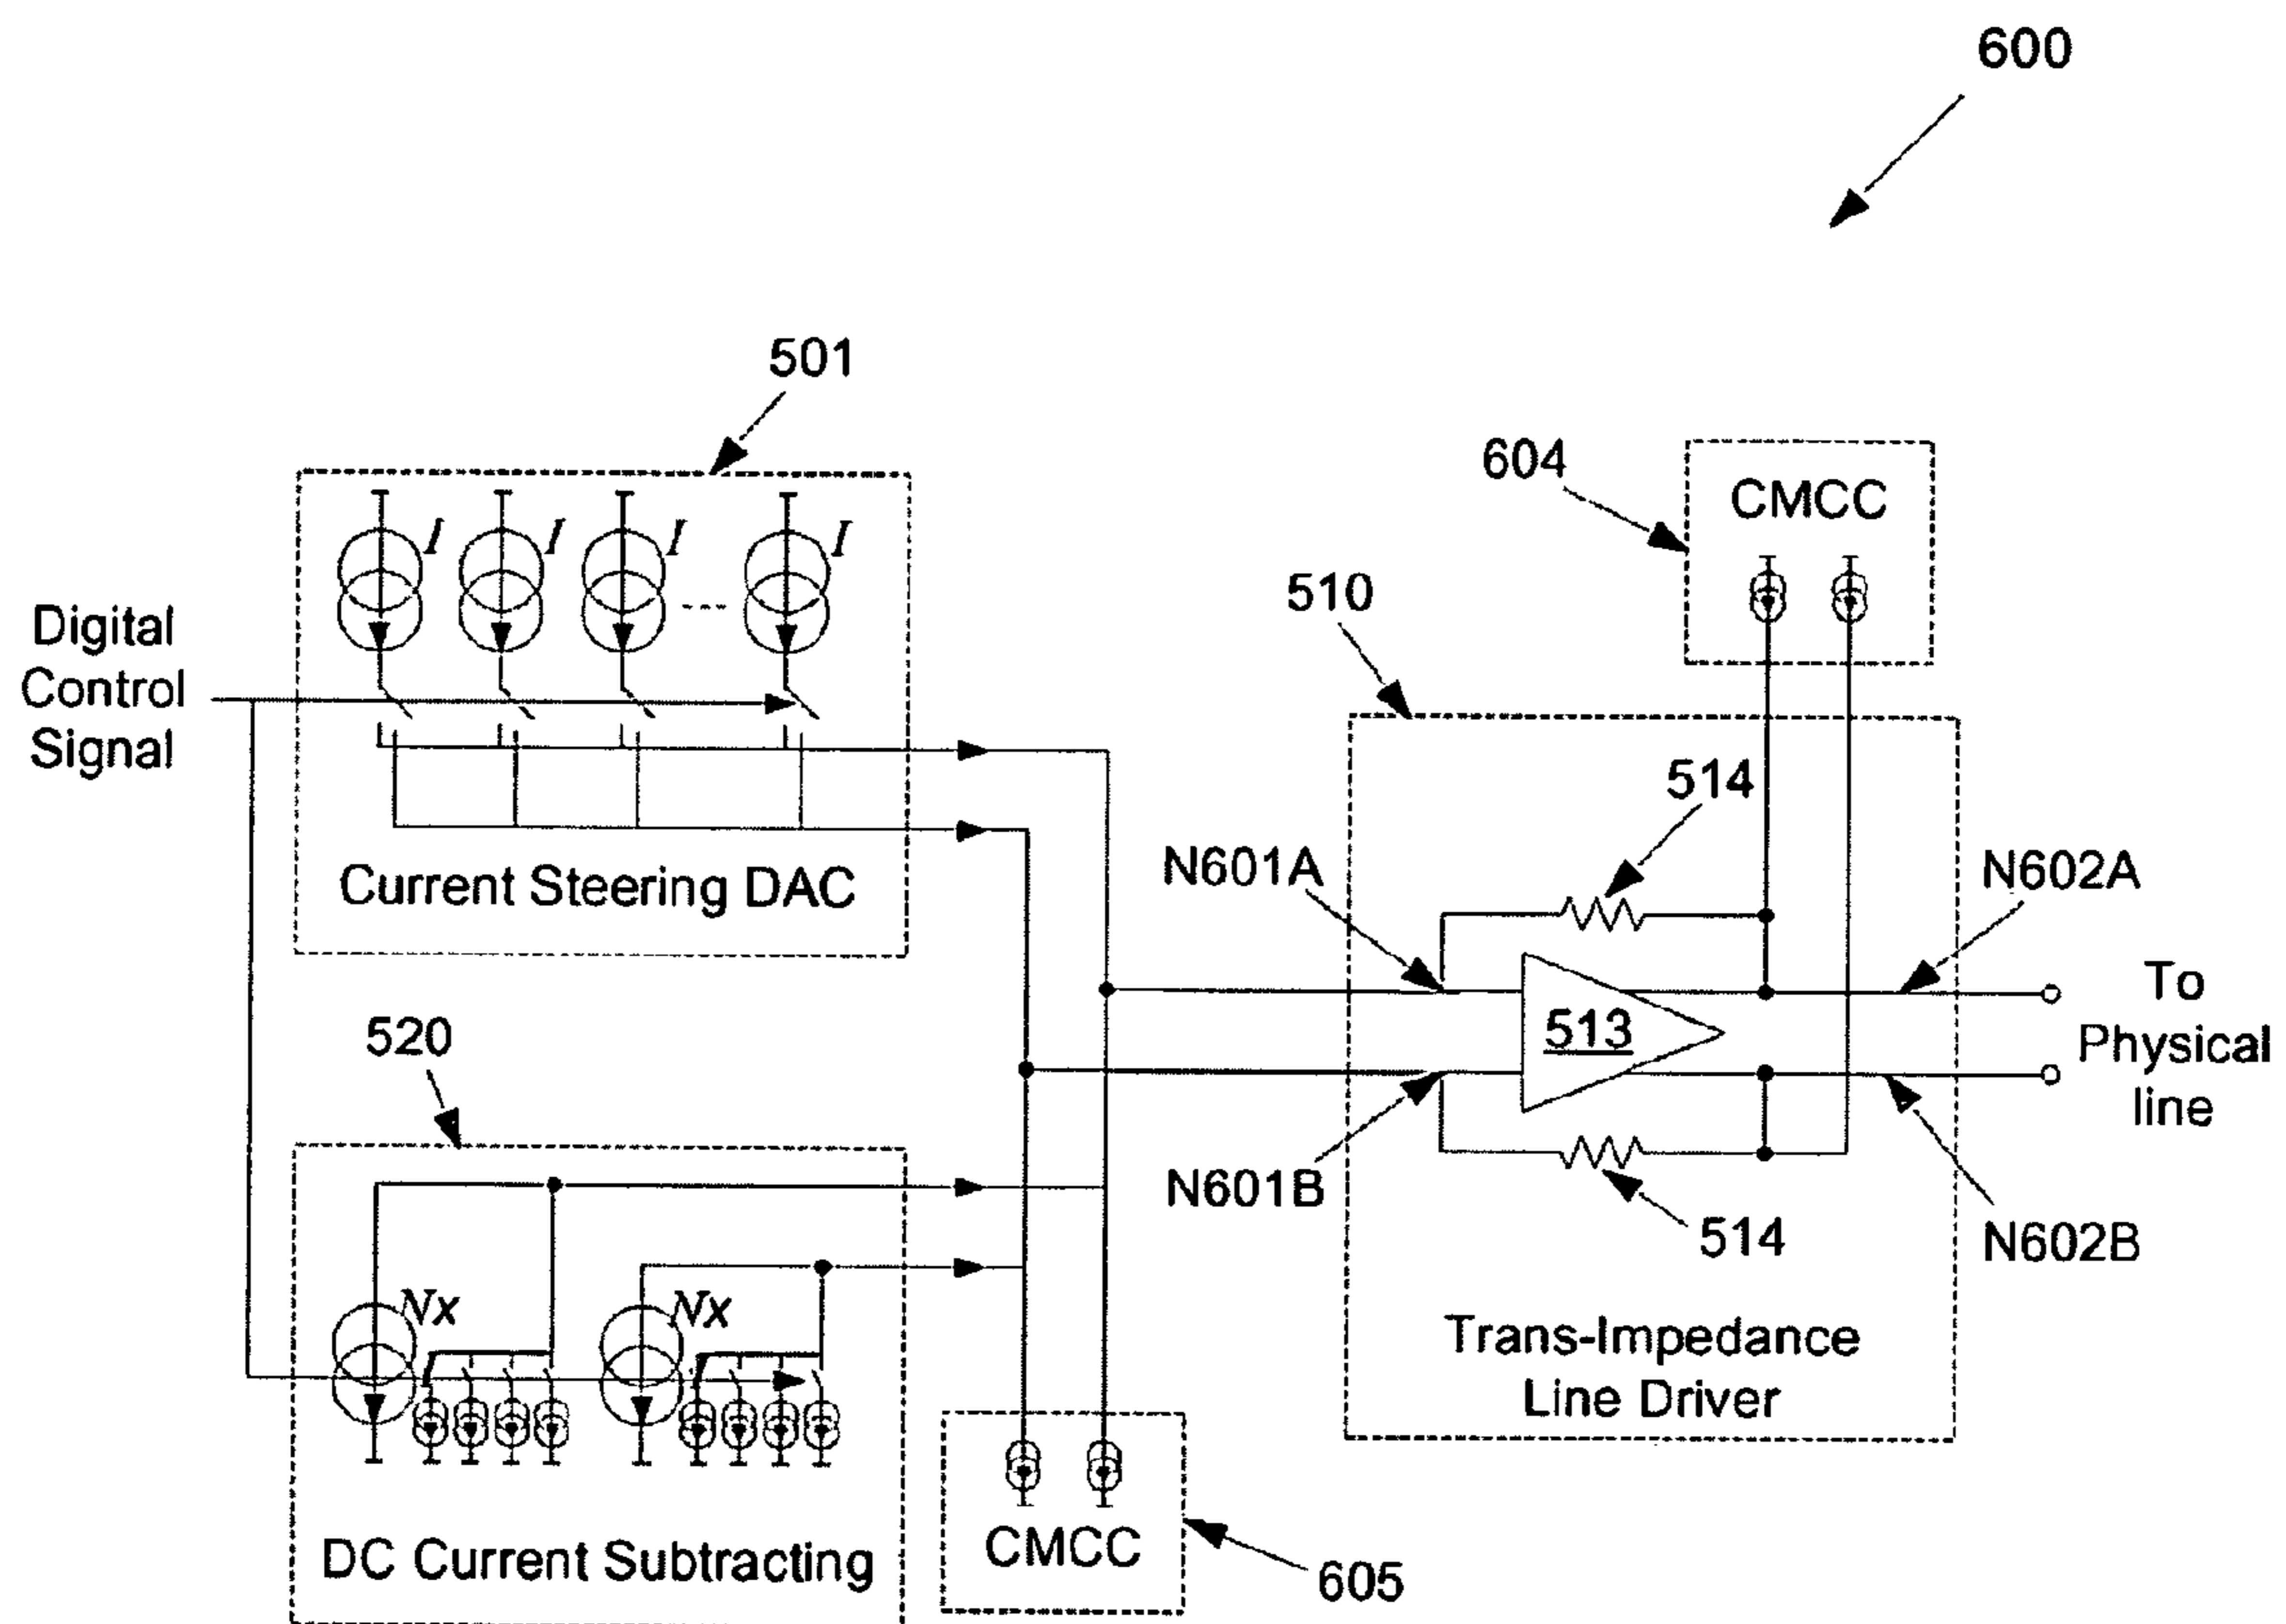 600
501
I
I
I
I
Digital
Control
Signal
Current Steering DAC
604
CMCC
510
514
N601A
N602A
513
To
Physical
line
520
N601B
514
N602B
Nx
Nx
Trans-Impedance
Line Driver
DC Current Subtracting
CMCC
605